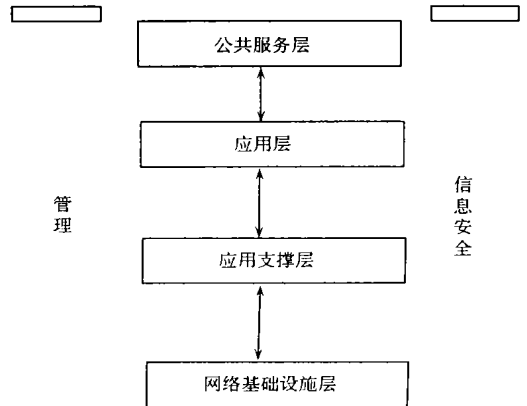 公共服务层
应用层
管理
信息安全
应用支撑层
网络基础设施层